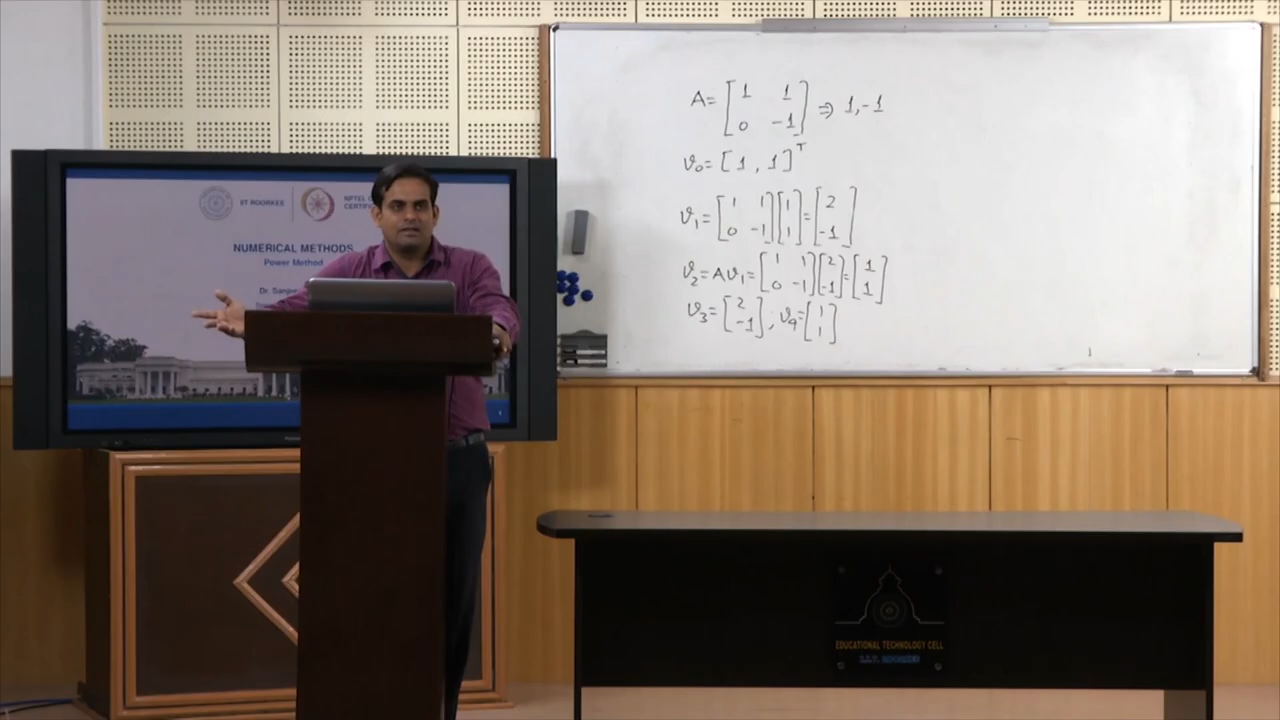 A= [1 1; 0 -1] ⇒ 1,-1
v₀= [1 , 1]ᵀ
v₁= [1 1; 0 -1][1; 1]=[2; -1]
v₂=Av₁=[1 1; 0 -1][2; -1]=[1; 1]
v₃=[2; -1] ; v₄=[1; 1]
IIT ROORKEE
NPTEL
NUMERICAL METHODS
Power Method
EDUCATIONAL TECHNOLOGY CELL
I.I.T. ROORKEE